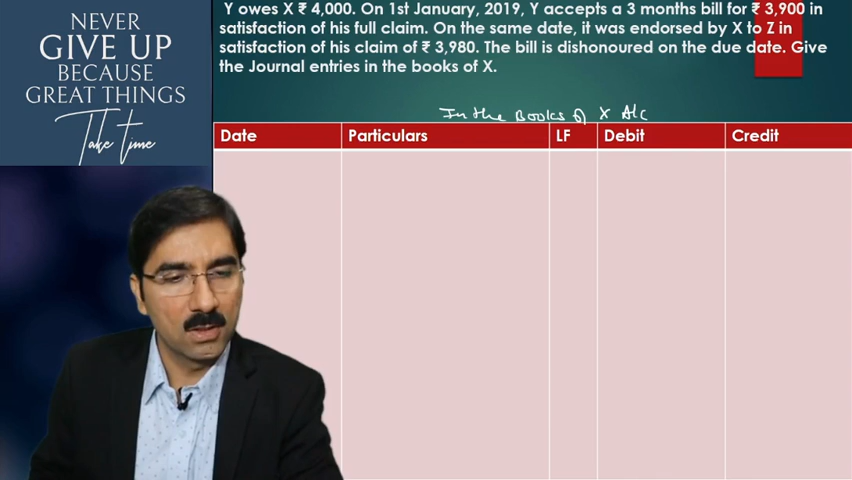 NEVER
GIVE UP
BECAUSE
GREAT THINGS
Take time
Y owes X ₹ 4,000. On 1st January, 2019, Y accepts a 3 months bill for ₹ 3,900 in
satisfaction of his full claim. On the same date, it was endorsed by X to Z in
satisfaction of his claim of ₹ 3,980. The bill is dishonoured on the due date. Give
the Journal entries in the books of X.
In the Books of X A/c
Date Particulars LF Debit Credit